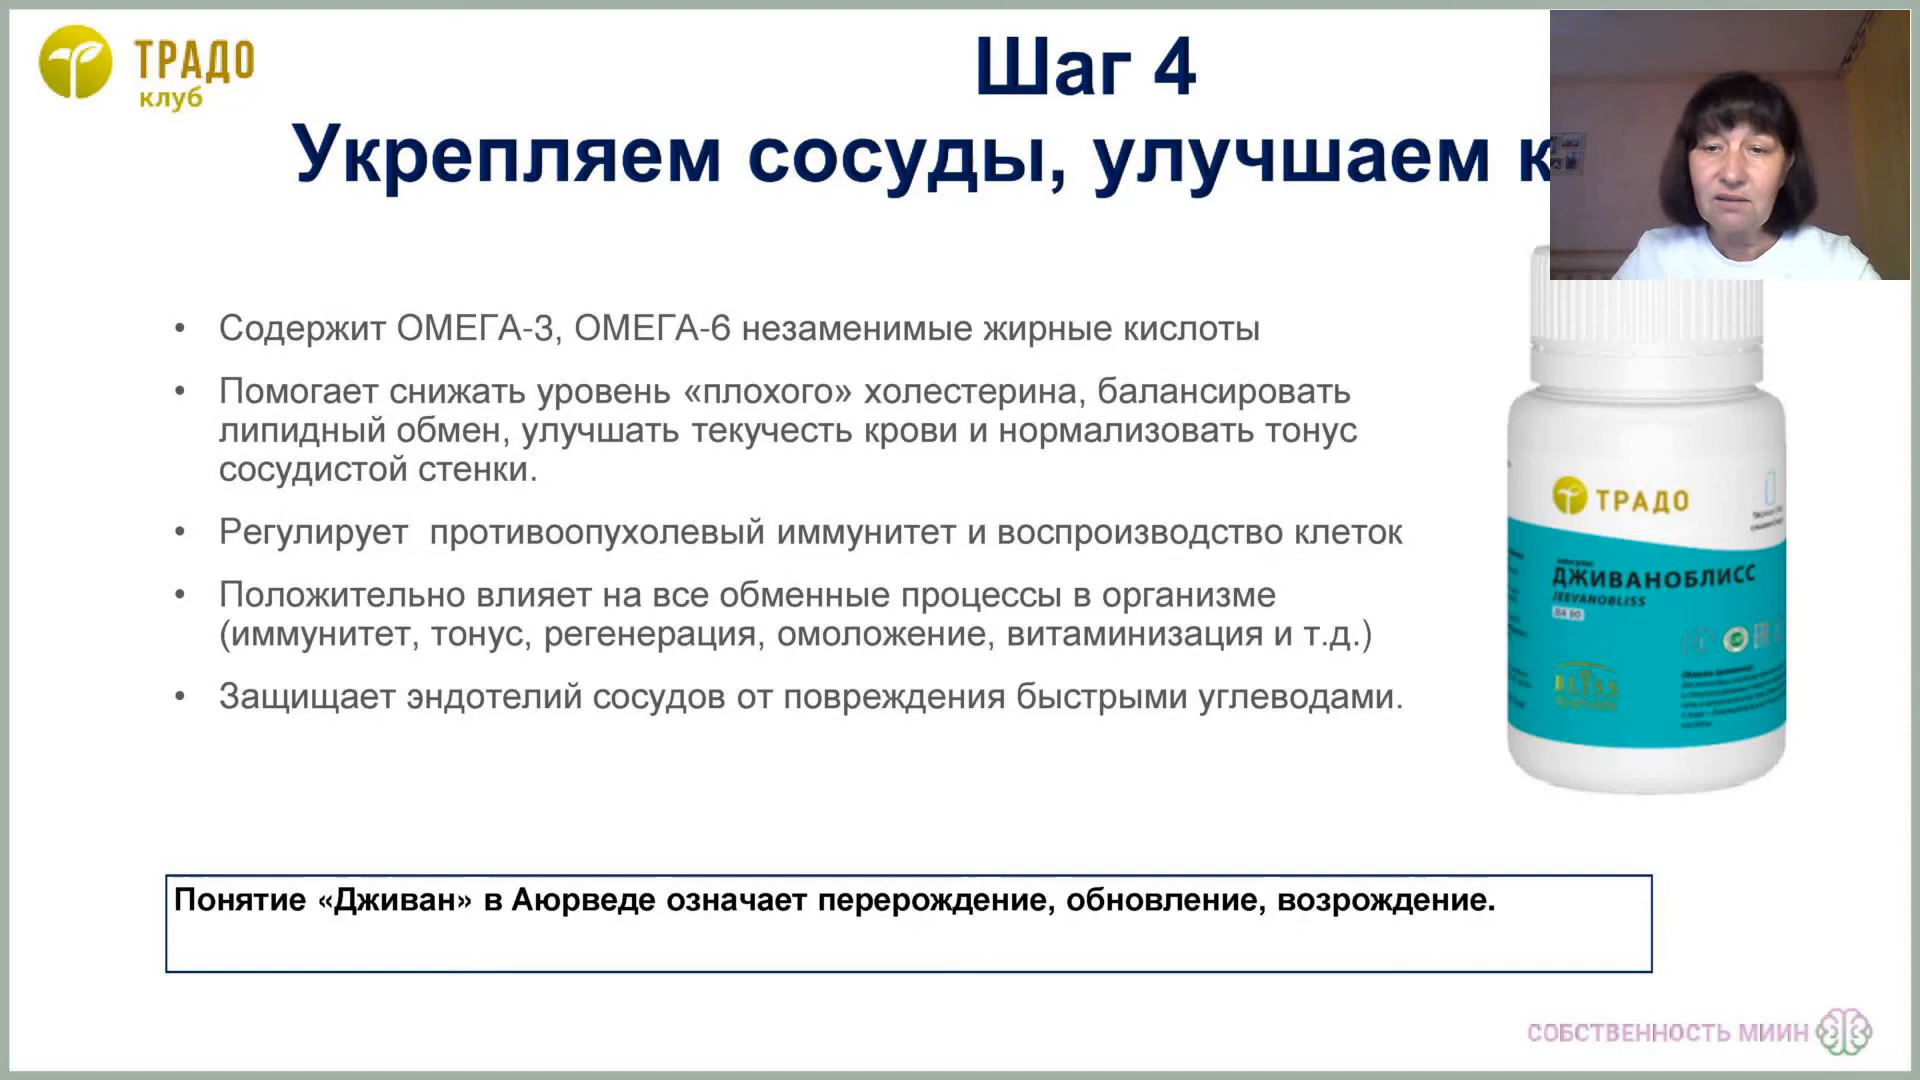 ТРАДО
клуб
Шаг 4
Укрепляем сосуды, улучшаем к
• Содержит ОМЕГА-3, ОМЕГА-6 незаменимые жирные кислоты
• Помогает снижать уровень «плохого» холестерина, балансировать
липидный обмен, улучшать текучесть крови и нормализовать тонус
сосудистой стенки.
• Регулирует противоопухолевый иммунитет и воспроизводство клеток
• Положительно влияет на все обменные процессы в организме
(иммунитет, тонус, регенерация, омоложение, витаминизация и т.д.)
• Защищает эндотелий сосудов от повреждения быстрыми углеводами.
ТРАДО
ДЖИВАНОБЛИСС
JEEVANOBLISS
BLISS
Понятие «Дживан» в Аюрведе означает перерождение, обновление, возрождение.
СОБСТВЕННОСТЬ МИИН